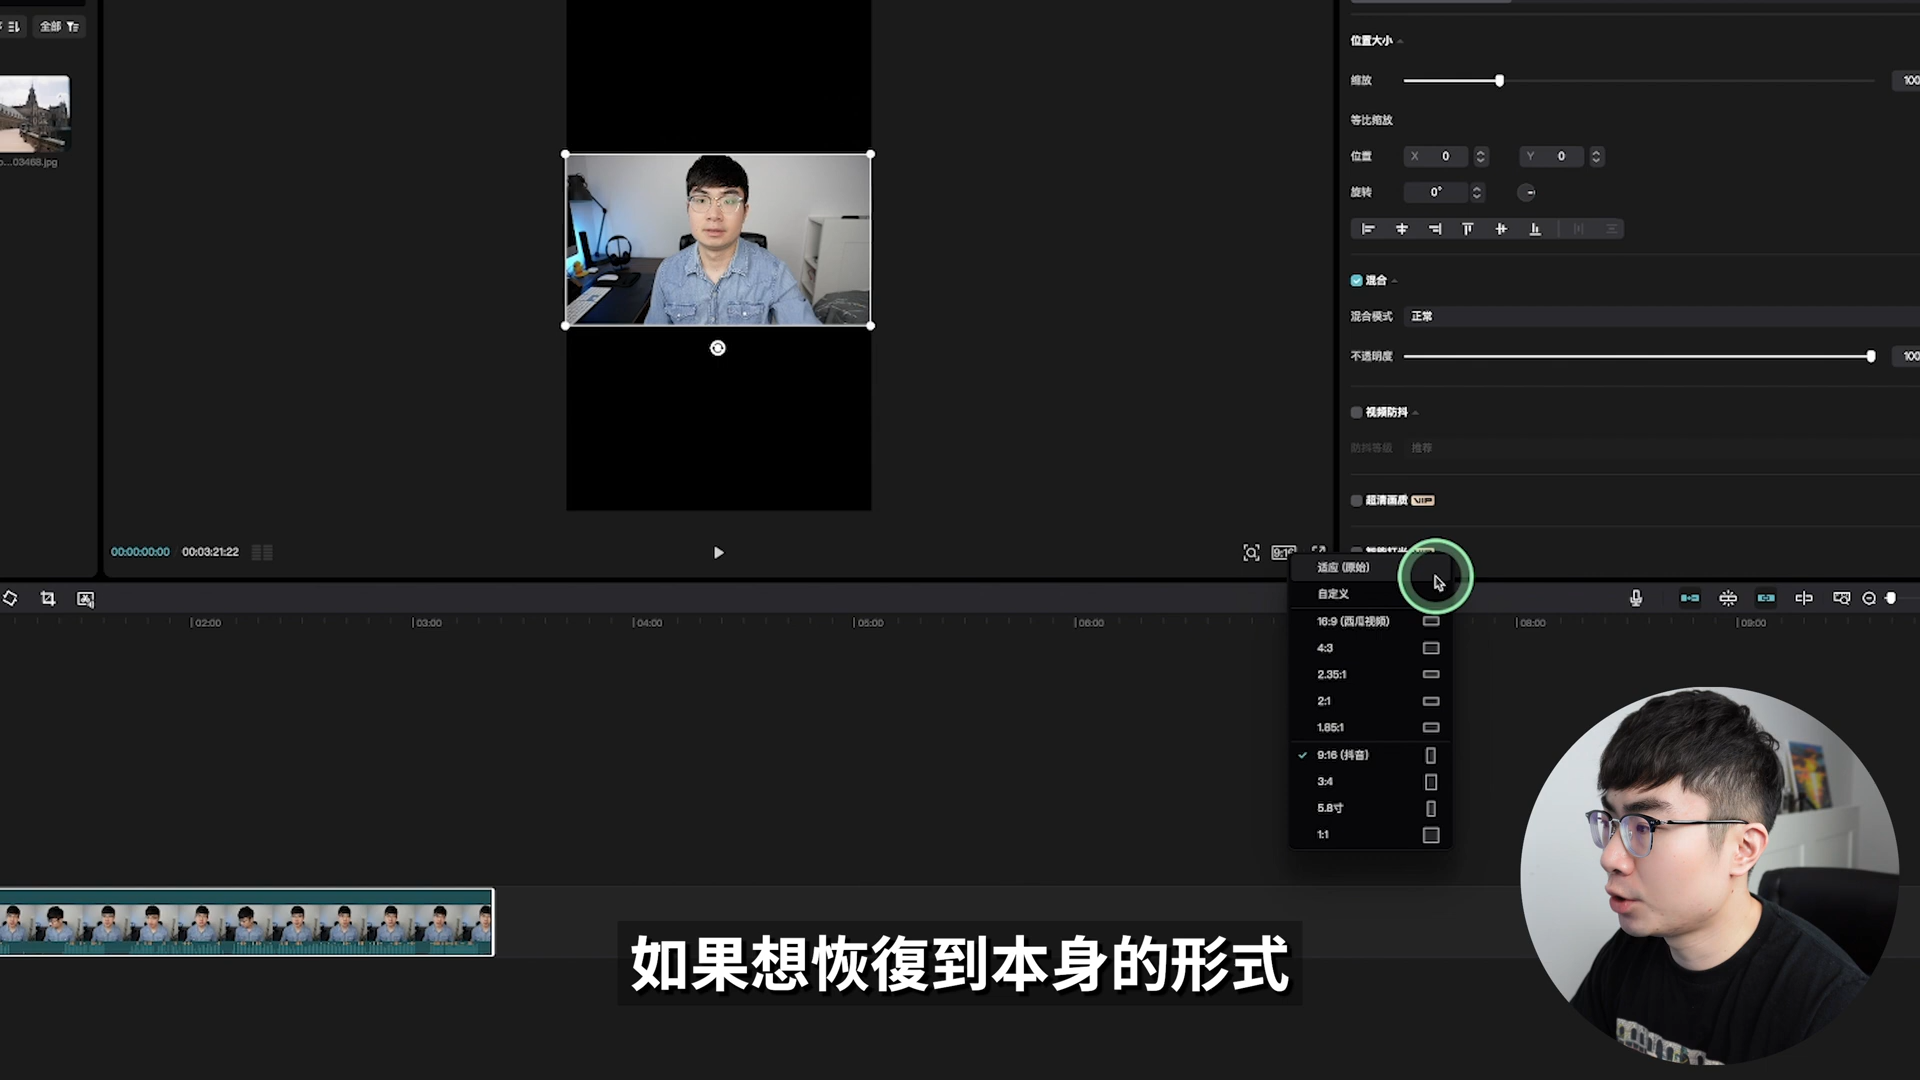 全部
位置大小
缩放
100
等比缩放
位置 X 0 Y 0
旋转 0°
混合
混合模式 正常
不透明度
100
视频防抖
防抖等级 推荐
超清画质 VIP
...03468.jpg
00:00:00:00 00:03:21:22
9:16
适应 (原始)
自定义
16:9 (西瓜视频)
4:3
2.35:1
2:1
1.85:1
9:16 (抖音)
3:4
5.8寸
1:1
02:00 03:00 04:00 05:00 06:00 08:00 09:00
如果想恢復到本身的形式